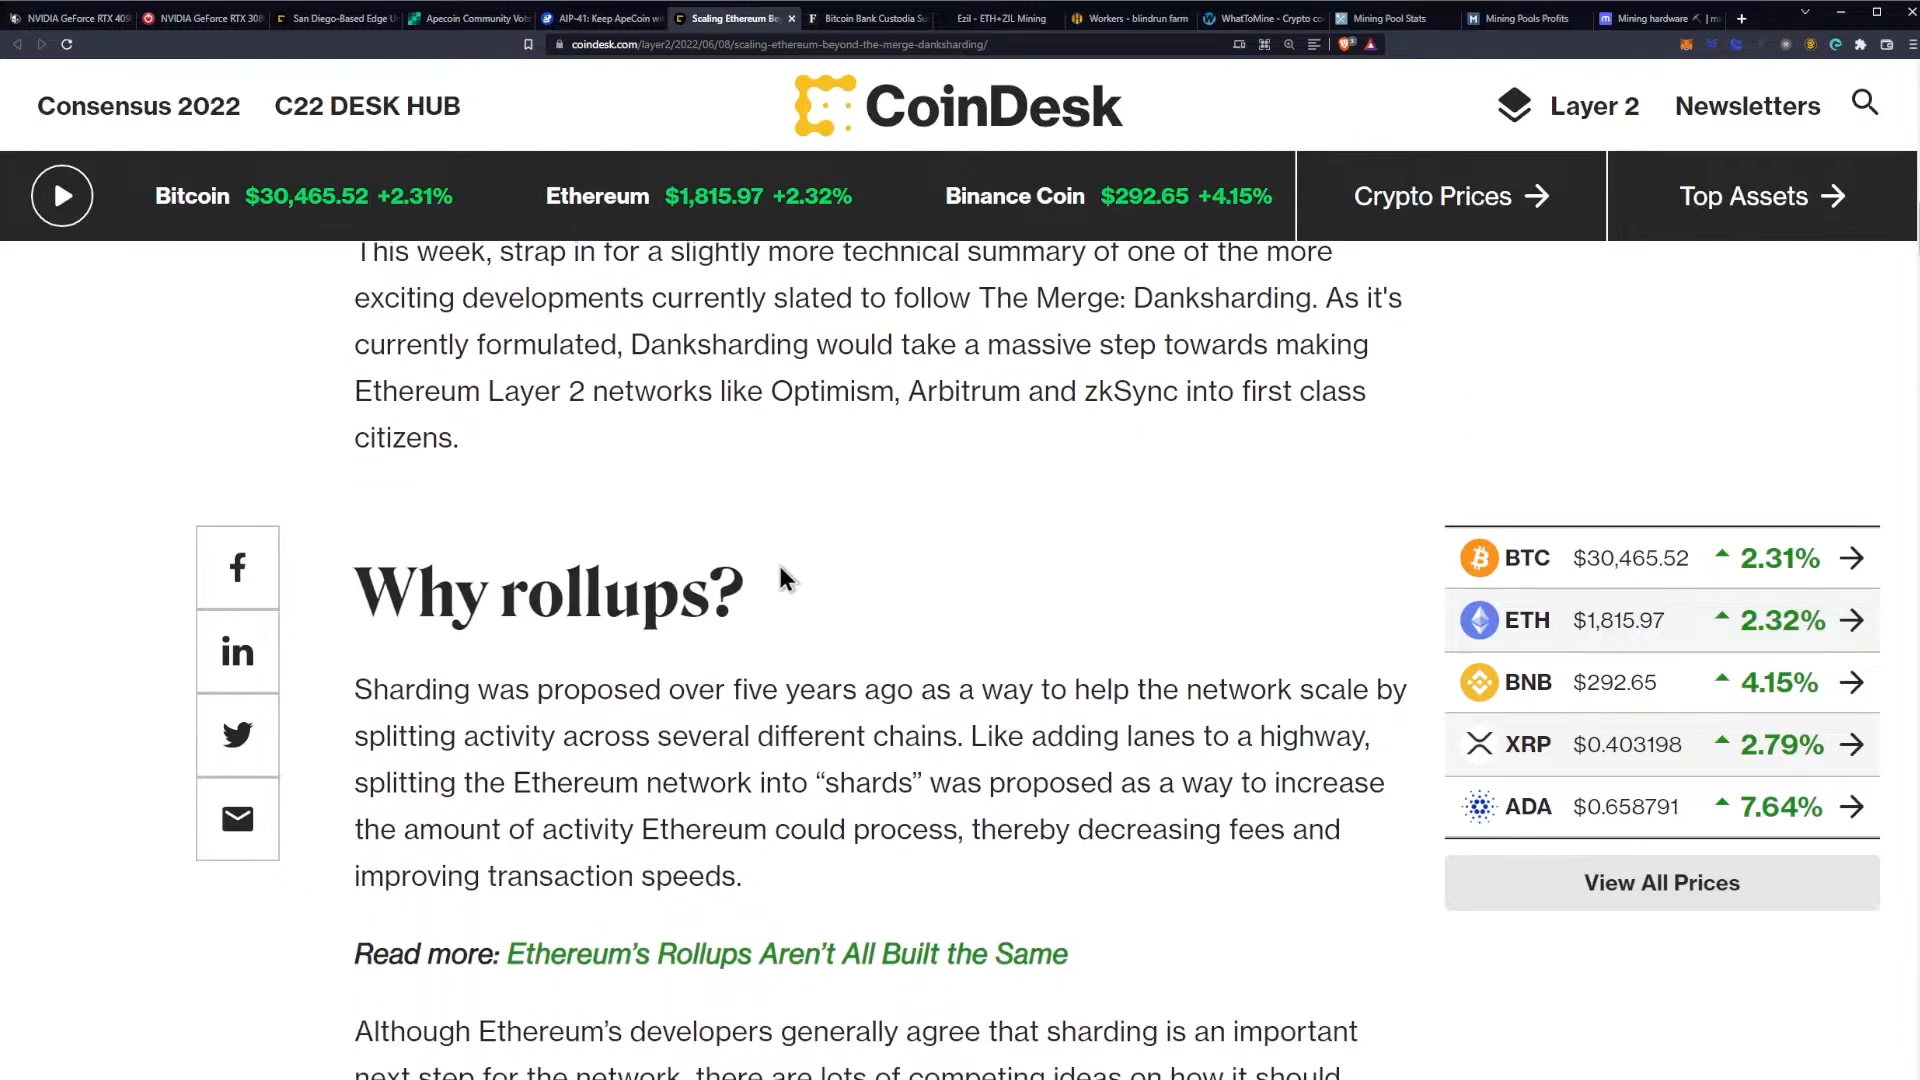 NVIDIA GeForce RTX 409
NVIDIA GeForce RTX 308
San Diego-Based Edge U
Apecoin Community Vot
AIP-41: Keep ApeCoin wi
Scaling Ethereum Be
Bitcoin Bank Custodia Su
Ezil - ETH+ZIL Mining
Workers - blindrun farm
WhatToMine - Crypto co
Mining Pool Stats
Mining Pools Profits
Mining hardware
coindesk.com/layer2/2022/06/08/scaling-ethereum-beyond-the-merge-danksharding/
Consensus 2022 C22 DESK HUB CoinDesk Layer 2 Newsletters
Bitcoin $30,465.52 +2.31% Ethereum $1,815.97 +2.32% Binance Coin $292.65 +4.15% Crypto Prices → Top Assets →
This week, strap in for a slightly more technical summary of one of the more
exciting developments currently slated to follow The Merge: Danksharding. As it's
currently formulated, Danksharding would take a massive step towards making
Ethereum Layer 2 networks like Optimism, Arbitrum and zkSync into first class
citizens.
Why rollups?
Sharding was proposed over five years ago as a way to help the network scale by
splitting activity across several different chains. Like adding lanes to a highway,
splitting the Ethereum network into “shards” was proposed as a way to increase
the amount of activity Ethereum could process, thereby decreasing fees and
improving transaction speeds.
Read more: Ethereum’s Rollups Aren’t All Built the Same
Although Ethereum’s developers generally agree that sharding is an important
next step for the network, there are lots of competing ideas on how it should
BTC $30,465.52 2.31% →
ETH $1,815.97 2.32% →
BNB $292.65 4.15% →
XRP $0.403198 2.79% →
ADA $0.658791 7.64% →
View All Prices